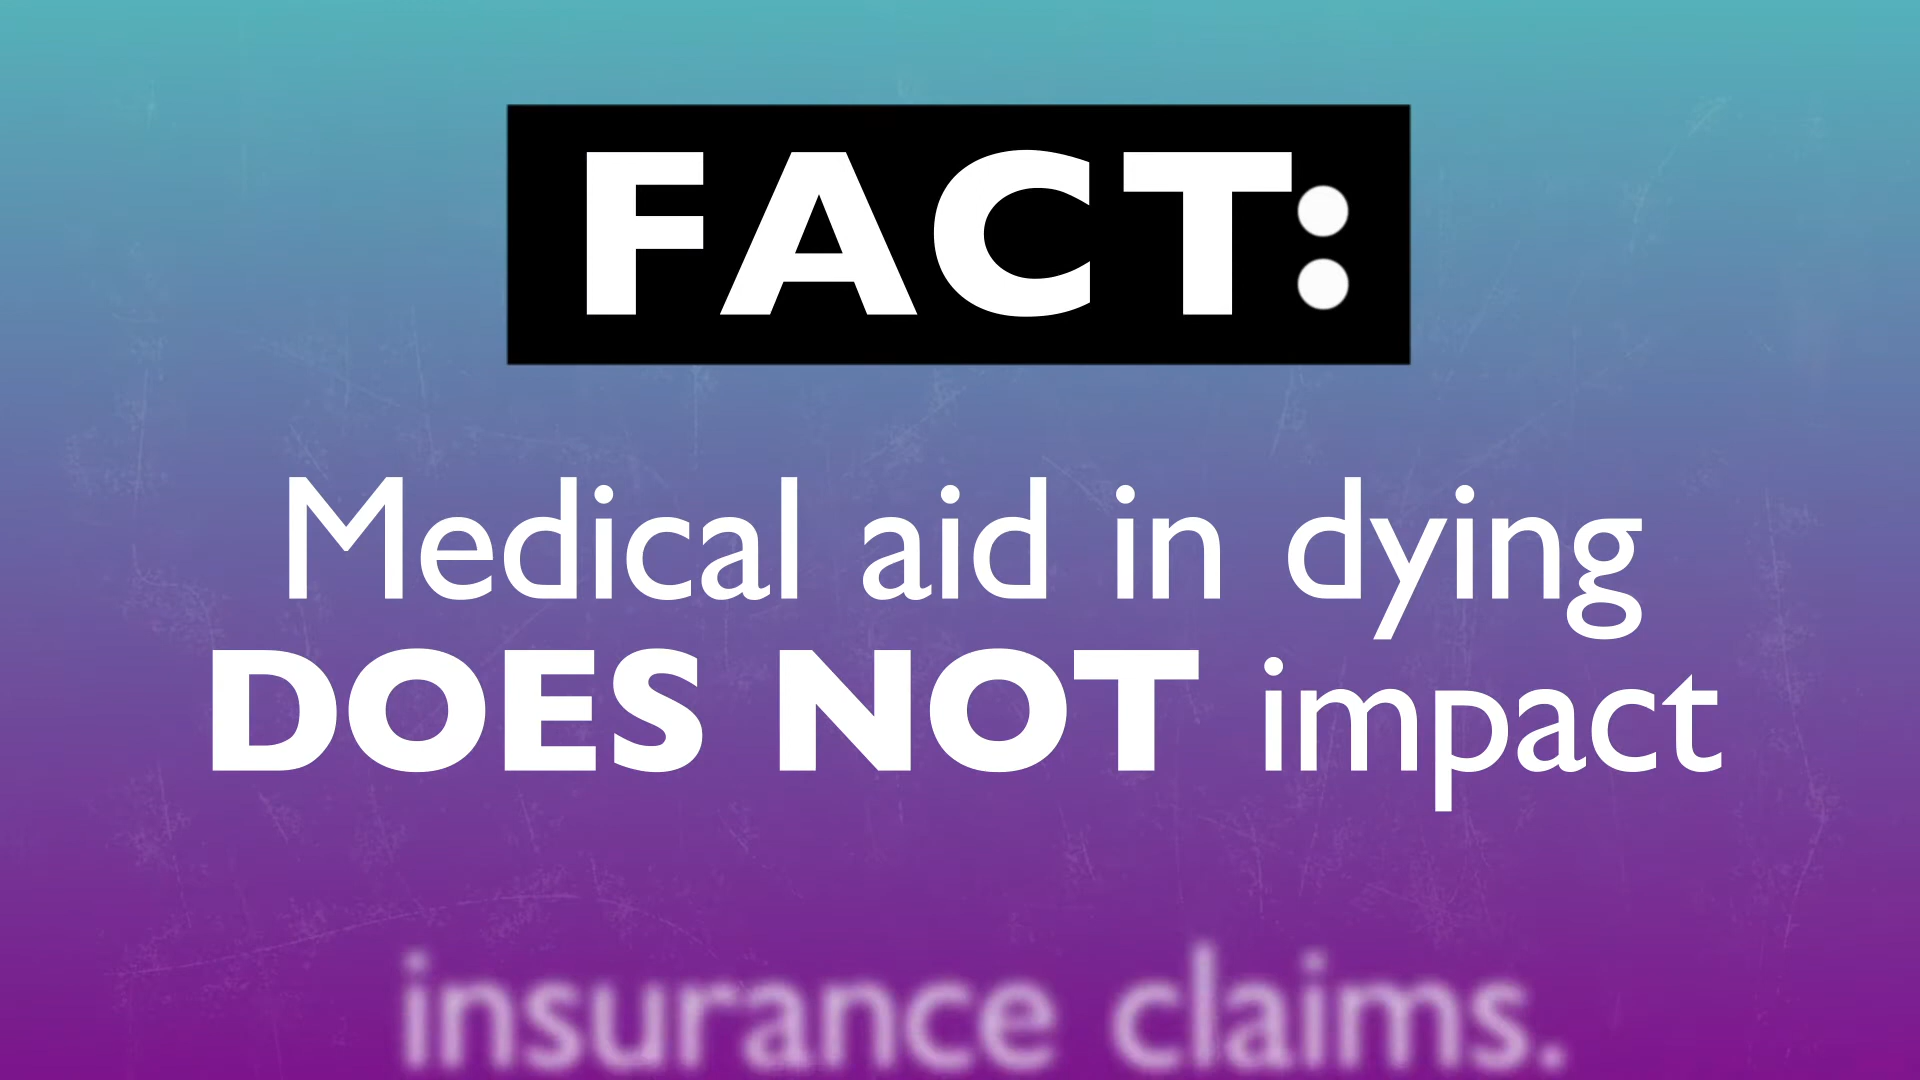 FACT:
Medical aid in dying
DOES NOT impact
insurance claims.